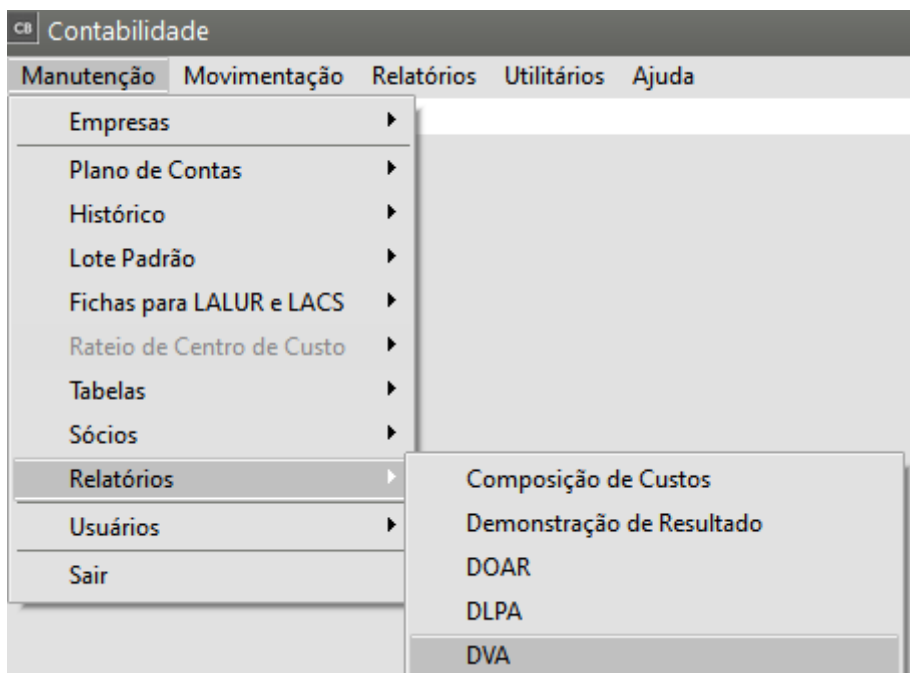 CB Contabilidade
Manutenção Movimentação Relatórios Utilitários Ajuda
Empresas
Plano de Contas
Histórico
Lote Padrão
Fichas para LALUR e LACS
Rateio de Centro de Custo
Tabelas
Sócios
Relatórios
Usuários
Sair
Composição de Custos
Demonstração de Resultado
DOAR
DLPA
DVA